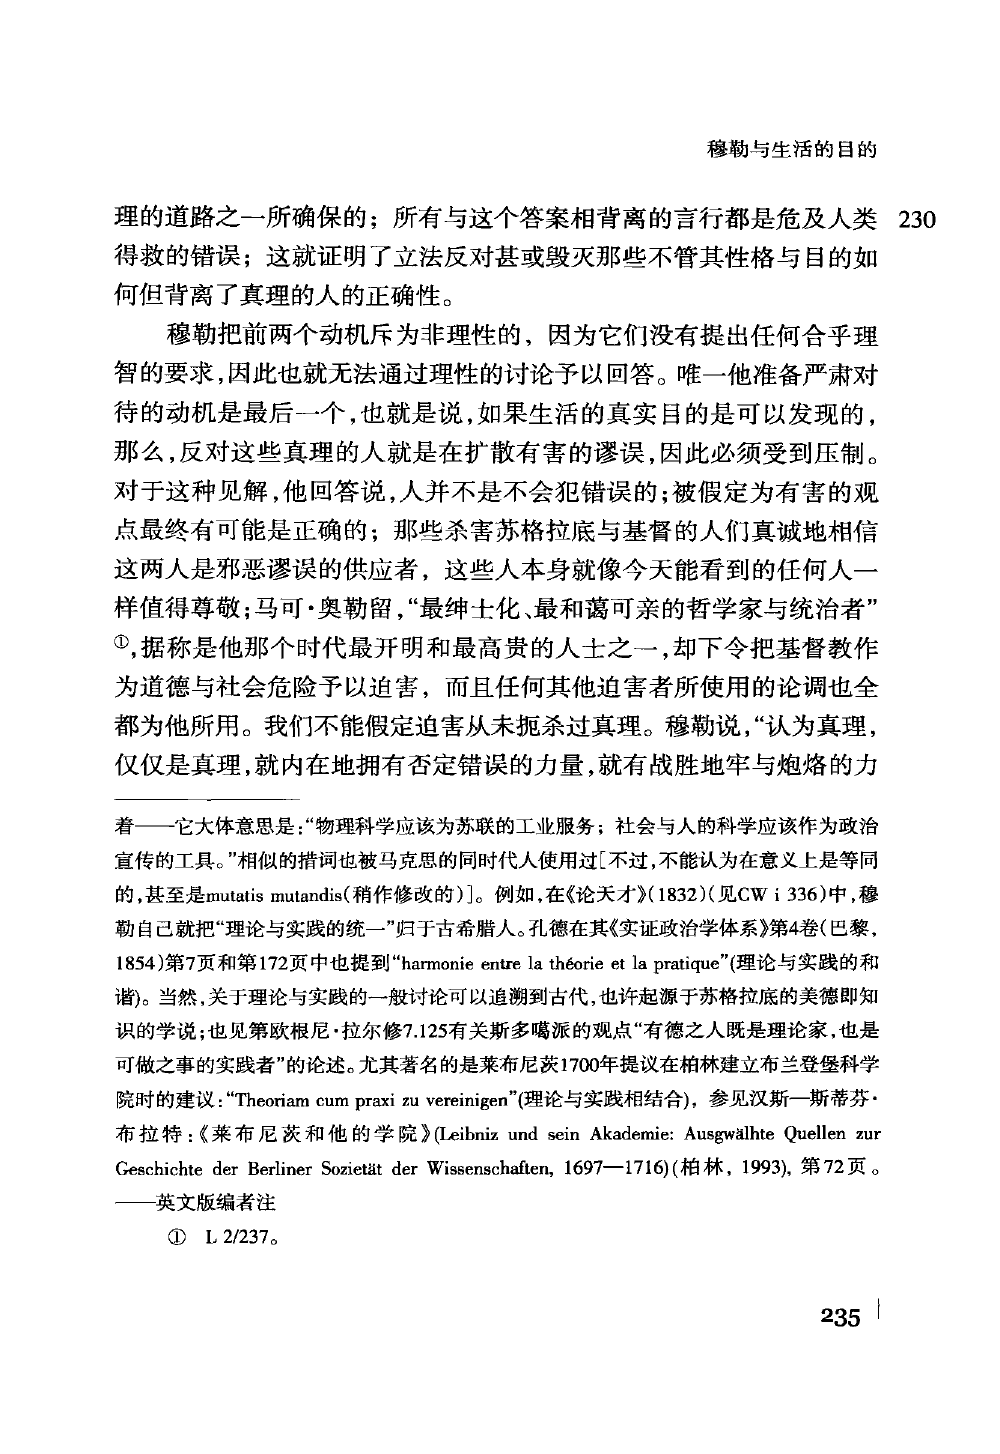 穆勒与生活的目的
理的道路之一所确保的；所有与这个答案相背离的言行都是危及人类 230
得救的错误；这就证明了立法反对甚或毁灭那些不管其性格与目的如
何但背离了真理的人的正确性。
穆勒把前两个动机斥为非理性的，因为它们没有提出任何合乎理
智的要求,因此也就无法通过理性的讨论予以回答。唯一他准备严肃对
待的动机是最后一个,也就是说,如果生活的真实目的是可以发现的,
那么,反对这些真理的人就是在扩散有害的谬误,因此必须受到压制。
对于这种见解,他回答说,人并不是不会犯错误的;被假定为有害的观
点最终有可能是正确的；那些杀害苏格拉底与基督的人们真诚地相信
这两人是邪恶谬误的供应者，这些人本身就像今天能看到的任何人一
样值得尊敬;马可·奥勒留,“最绅士化、最和蔼可亲的哲学家与统治者”
①,据称是他那个时代最开明和最高贵的人士之一,却下令把基督教作
为道德与社会危险予以迫害，而且任何其他迫害者所使用的论调也全
都为他所用。我们不能假定迫害从未扼杀过真理。穆勒说,“认为真理,
仅仅是真理,就内在地拥有否定错误的力量,就有战胜地牢与炮烙的力
着——它大体意思是:“物理科学应该为苏联的工业服务；社会与人的科学应该作为政治
宣传的工具。”相似的措词也被马克思的同时代人使用过[不过,不能认为在意义上是等同
的,甚至是mutatis mutandis(稍作修改的)]。例如,在《论天才》(1832)(见CW i 336)中,穆
勒自己就把“理论与实践的统一”归于古希腊人。孔德在其《实证政治学体系》第4卷(巴黎,
1854)第7页和第172页中也提到“harmonie entre la théorie et la pratique”(理论与实践的和
谐)。当然,关于理论与实践的一般讨论可以追溯到古代,也许起源于苏格拉底的美德即知
识的学说;也见第欧根尼·拉尔修7.125有关斯多噶派的观点“有德之人既是理论家,也是
可做之事的实践者”的论述。尤其著名的是莱布尼茨1700年提议在柏林建立布兰登堡科学
院时的建议:“Theoriam cum praxi zu vereinigen”(理论与实践相结合)，参见汉斯—斯蒂芬·
布拉特:《莱布尼茨和他的学院》(Leibniz und sein Akademie: Ausgwälhte Quellen zur
Geschichte der Berliner Sozietät der Wissenschaften, 1697—1716)(柏林, 1993), 第72页。
——英文版编者注
① L 2/237。
235